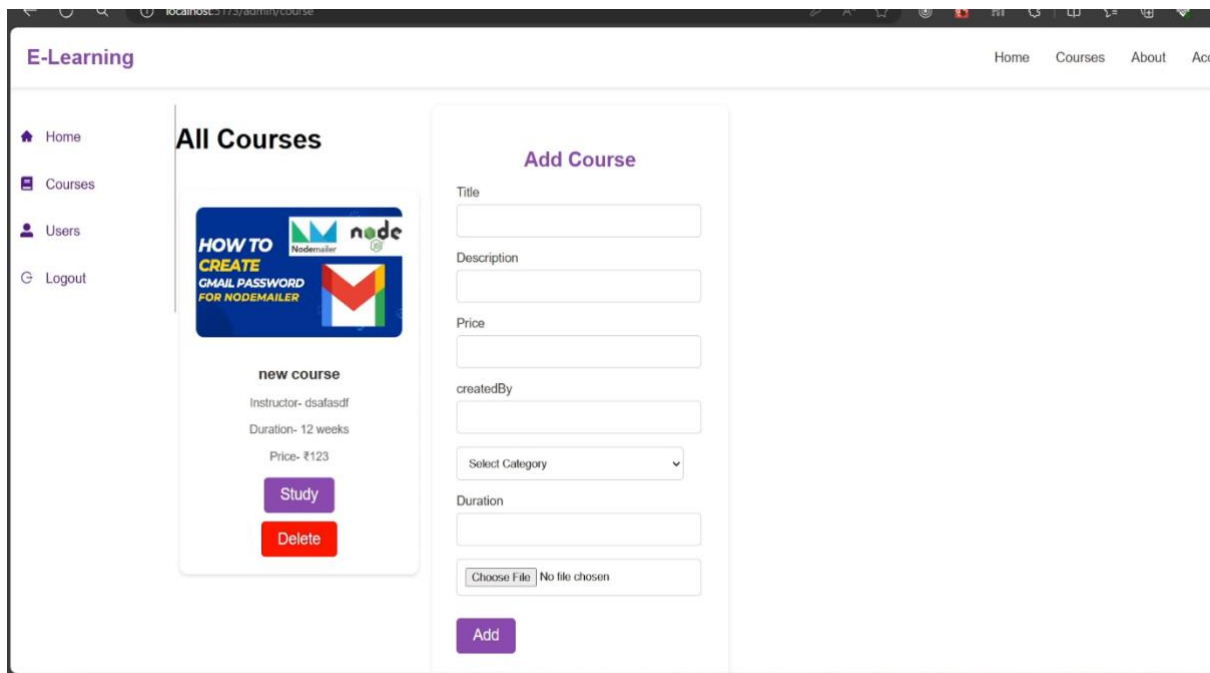 localhost:5173/admin/course
E-Learning
Home Courses About Acc
Home
Courses
Users
Logout
All Courses
HOW TO
CREATE
GMAIL PASSWORD
FOR NODEMAILER
Nodemailer
node
JS
new course
Instructor- dsafasdf
Duration- 12 weeks
Price- ₹123
Study
Delete
Add Course
Title
Description
Price
createdBy
Select Category
Duration
Choose File No file chosen
Add